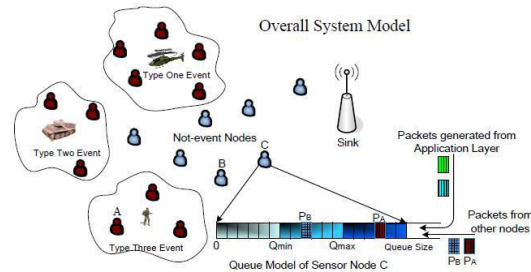 Overall System Model
Type One Event
Type Two Event
Not-event Nodes
Sink
Packets generated from
Application Layer
C
B
A
Type Three Event
PB
PA
Packets from
other nodes
0
Qmin
Qmax
Queue Size
PB PA
Queue Model of Sensor Node C